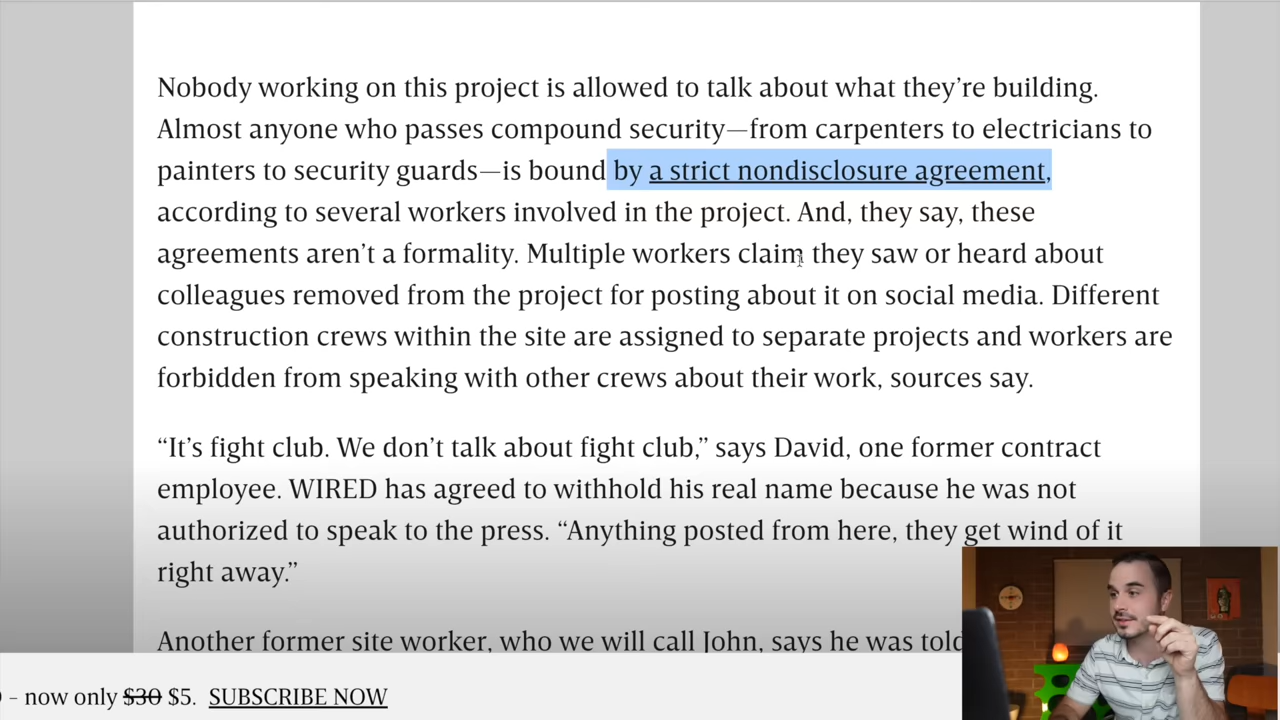 Nobody working on this project is allowed to talk about what they’re building.
Almost anyone who passes compound security—from carpenters to electricians to
painters to security guards—is bound by a strict nondisclosure agreement,
according to several workers involved in the project. And, they say, these
agreements aren’t a formality. Multiple workers claim they saw or heard about
colleagues removed from the project for posting about it on social media. Different
construction crews within the site are assigned to separate projects and workers are
forbidden from speaking with other crews about their work, sources say.
“It’s fight club. We don’t talk about fight club,” says David, one former contract
employee. WIRED has agreed to withhold his real name because he was not
authorized to speak to the press. “Anything posted from here, they get wind of it
right away.”
Another former site worker, who we will call John, says he was told
– now only $30 $5. SUBSCRIBE NOW